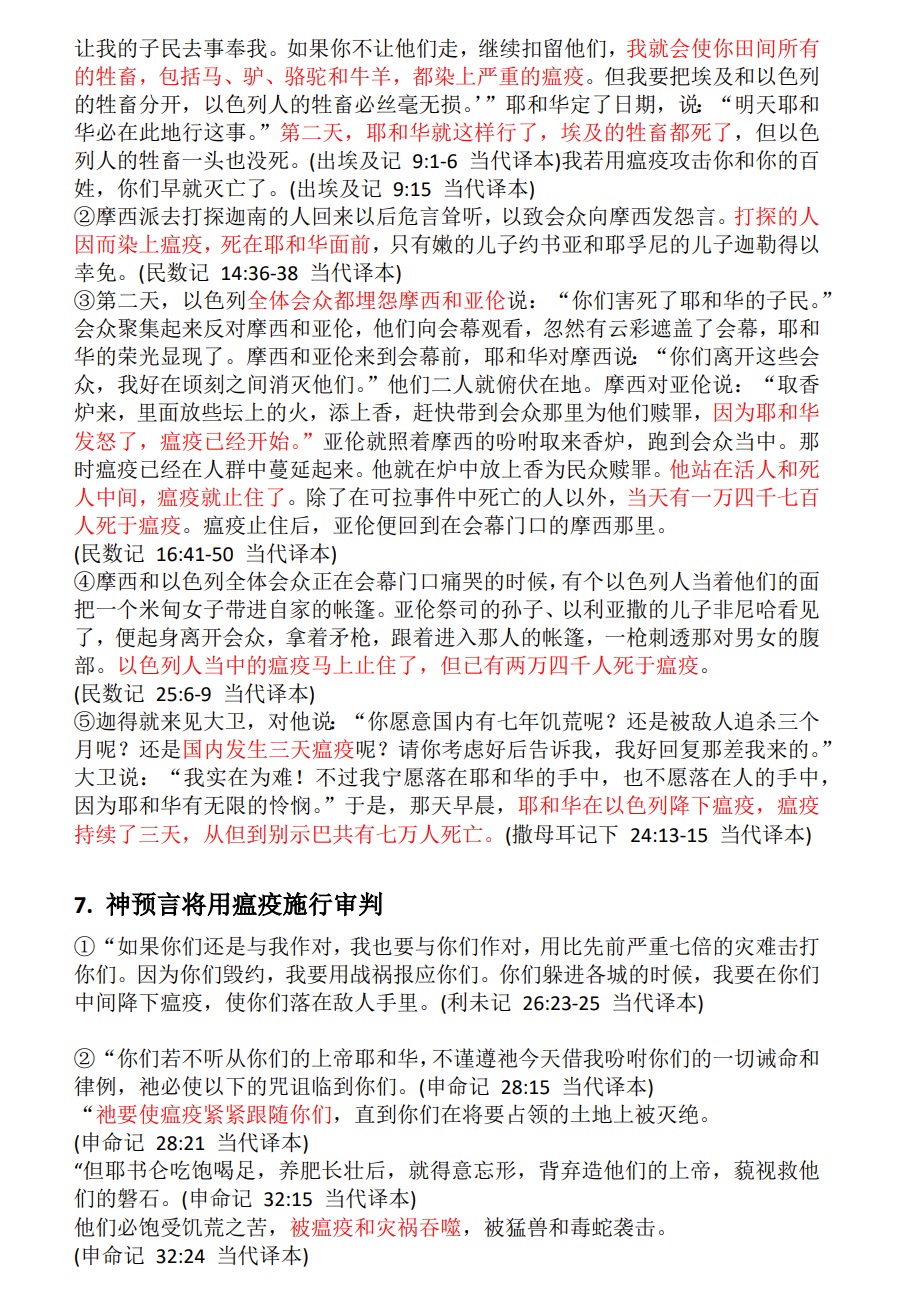 让我的子民去事奉我。如果你不让他们走，继续扣留他们，我就会使你田间所有
的牲畜，包括马、驴、骆驼和牛羊，都染上严重的瘟疫。但我要把埃及和以色列
的牲畜分开，以色列人的牲畜必丝毫无损。’”耶和华定了日期，说：“明天耶和
华必在此地行这事。”第二天，耶和华就这样行了，埃及的牲畜都死了，但以色
列人的牲畜一头也没死。(出埃及记 9:1-6 当代译本)我若用瘟疫攻击你和你的百
姓，你们早就灭亡了。(出埃及记 9:15 当代译本)
②摩西派去打探迦南的人回来以后危言耸听，以致会众向摩西发怨言。打探的人
因而染上瘟疫，死在耶和华面前，只有嫩的儿子约书亚和耶孚尼的儿子迦勒得以
幸免。(民数记 14:36-38 当代译本)
③第二天，以色列全体会众都埋怨摩西和亚伦说：“你们害死了耶和华的子民。”
会众聚集起来反对摩西和亚伦，他们向会幕观看，忽然有云彩遮盖了会幕，耶和
华的荣光显现了。摩西和亚伦来到会幕前，耶和华对摩西说：“你们离开这些会
众，我好在顷刻之间消灭他们。”他们二人就俯伏在地。摩西对亚伦说：“取香
炉来，里面放些坛上的火，添上香，赶快带到会众那里为他们赎罪，因为耶和华
发怒了，瘟疫已经开始。”亚伦就照着摩西的吩咐取来香炉，跑到会众当中。那
时瘟疫已经在人群中蔓延起来。他就在炉中放上香为民众赎罪。他站在活人和死
人中间，瘟疫就止住了。除了在可拉事件中死亡的人以外，当天有一万四千七百
人死于瘟疫。瘟疫止住后，亚伦便回到在会幕门口的摩西那里。
(民数记 16:41-50 当代译本)
④摩西和以色列全体会众正在会幕门口痛哭的时候，有个以色列人当着他们的面
把一个米甸女子带进自家的帐篷。亚伦祭司的孙子、以利亚撒的儿子非尼哈看见
了，便起身离开会众，拿着矛枪，跟着进入那人的帐篷，一枪刺透那对男女的腹
部。以色列人当中的瘟疫马上止住了，但已有两万四千人死于瘟疫。
(民数记 25:6-9 当代译本)
⑤迦得就来见大卫，对他说：“你愿意国内有七年饥荒呢？还是被敌人追杀三个
月呢？还是国内发生三天瘟疫呢？请你考虑好后告诉我，我好回复那差我来的。”
大卫说：“我实在为难！不过我宁愿落在耶和华的手中，也不愿落在人的手中，
因为耶和华有无限的怜悯。”于是，那天早晨，耶和华在以色列降下瘟疫，瘟疫
持续了三天，从但到别示巴共有七万人死亡。(撒母耳记下 24:13-15 当代译本)
7. 神预言将用瘟疫施行审判
①“如果你们还是与我作对，我也要与你们作对，用比先前严重七倍的灾难击打
你们。因为你们毁约，我要用战祸报应你们。你们躲进各城的时候，我要在你们
中间降下瘟疫，使你们落在敌人手里。(利未记 26:23-25 当代译本)
②“你们若不听从你们的上帝耶和华，不谨遵祂今天借我吩咐你们的一切诫命和
律例，祂必使以下的咒诅临到你们。(申命记 28:15 当代译本)
“祂要使瘟疫紧紧跟随你们，直到你们在将要占领的土地上被灭绝。
(申命记 28:21 当代译本)
“但耶书仑吃饱喝足，养肥长壮后，就得意忘形，背弃造他们的上帝，藐视救他
们的磐石。(申命记 32:15 当代译本)
他们必饱受饥荒之苦，被瘟疫和灾祸吞噬，被猛兽和毒蛇袭击。
(申命记 32:24 当代译本)